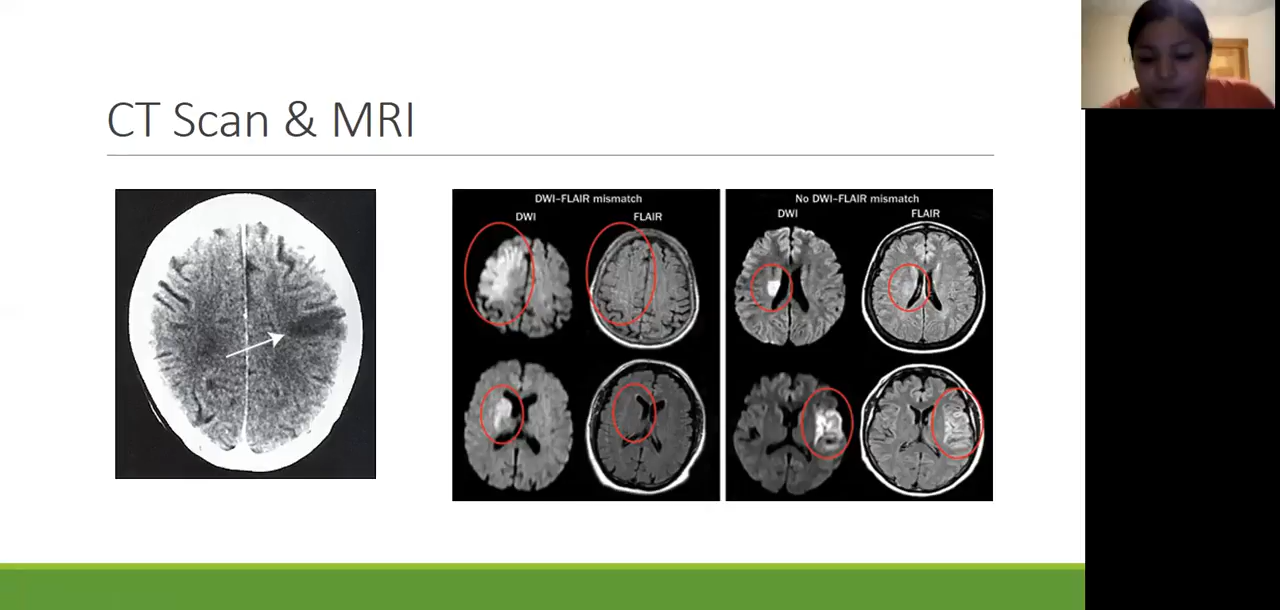 CT Scan & MRI
DWI-FLAIR mismatch
DWI
FLAIR
No DWI-FLAIR mismatch
DWI
FLAIR